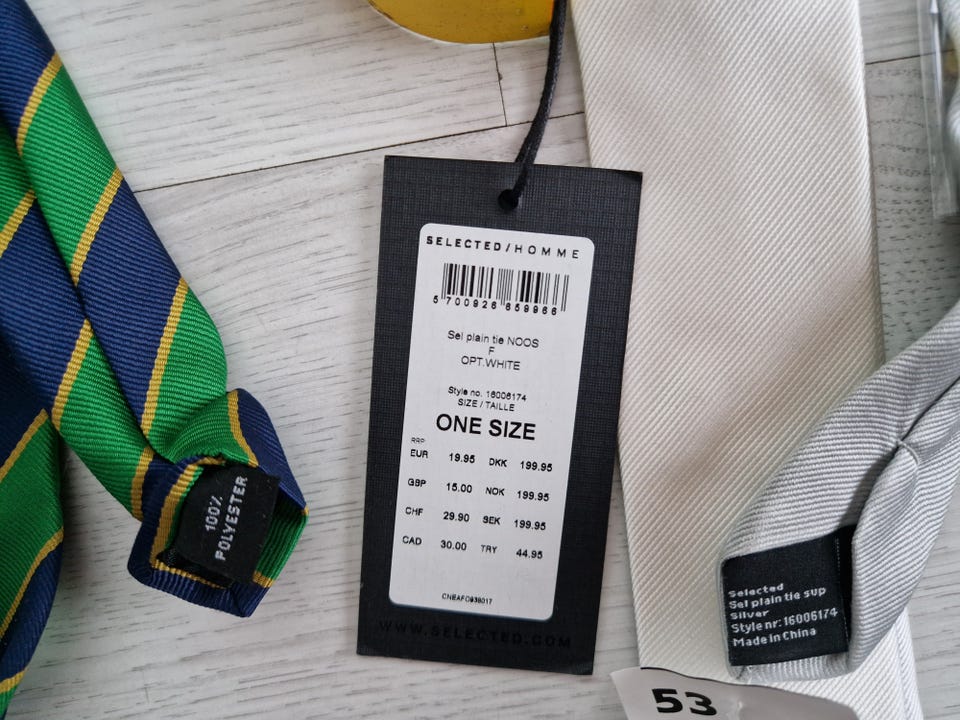 SELECTED/HOMME
5 700926 659966
Sel plain tie NOOS
F
OPT.WHITE
Style no. 16006174
SIZE / TAILLE
ONE SIZE
RRP
EUR 19.95 DKK 199.95
GBP 15.00 NOK 199.95
CHF 29.90 SEK 199.95
CAD 30.00 TRY 44.95
WWW.SELECTED.COM
100%
POLYESTER
Selected
Sel plain tie sup
Silver
Style nr: 16006174
Made in China
53